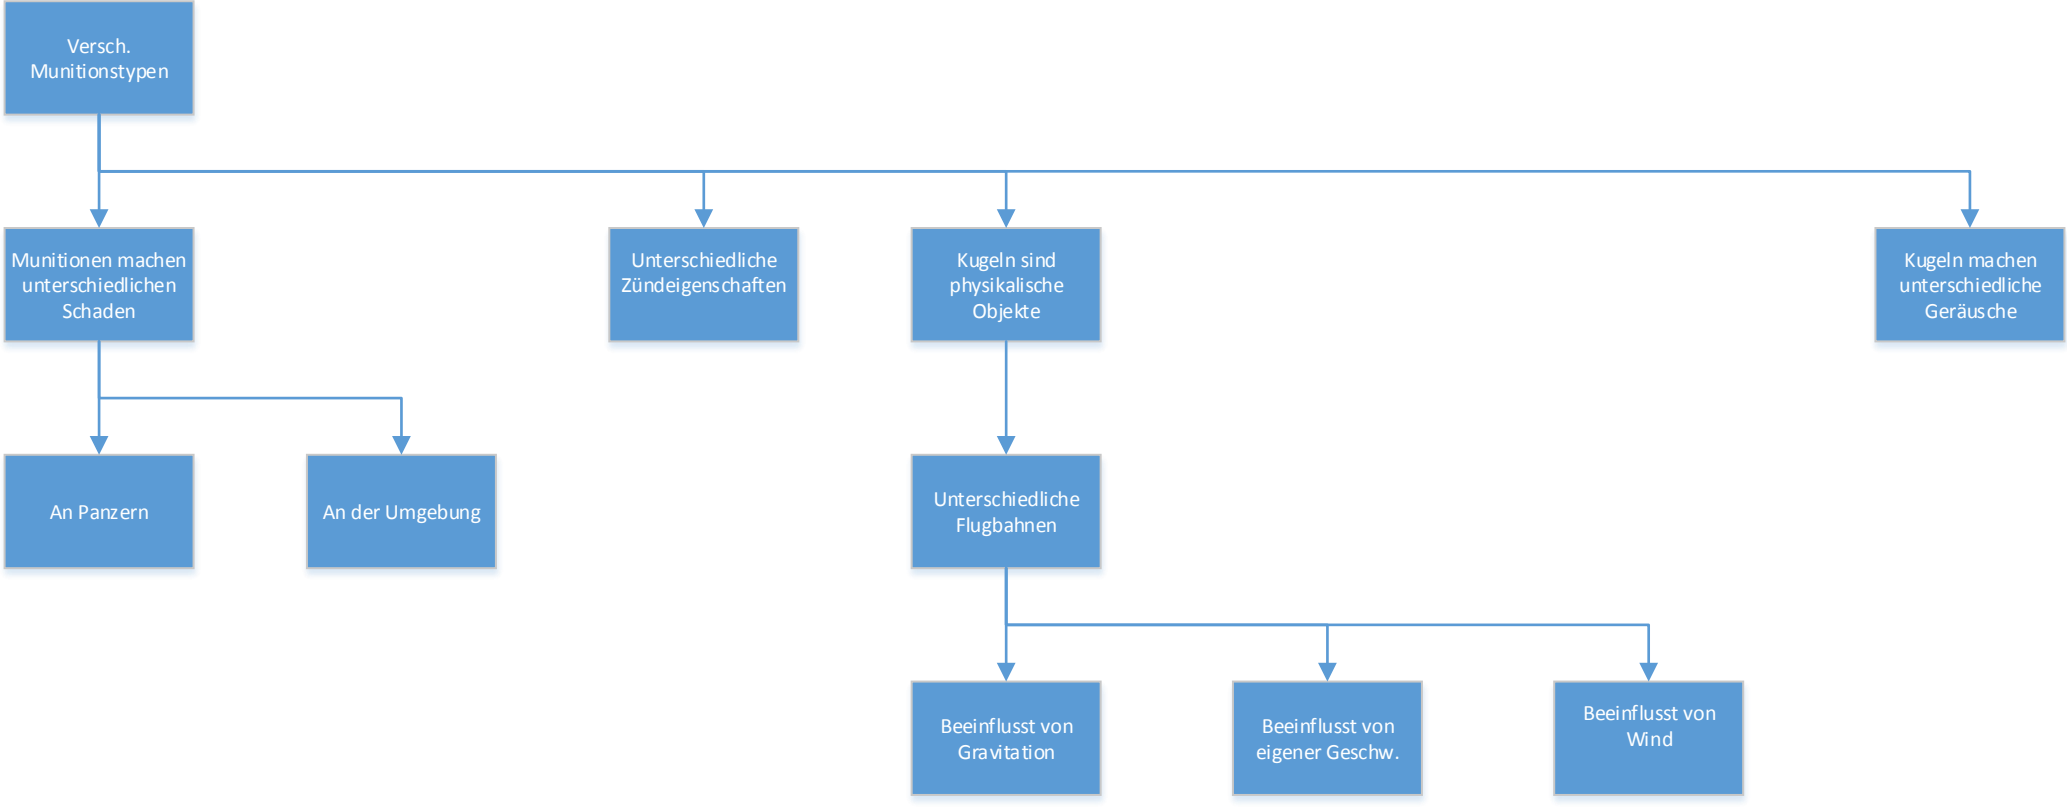 Versch.
Munitionstypen
Munitionen machen
unterschiedlichen
Schaden
Unterschiedliche
Zündeigenschaften
Kugeln sind
physikalische
Objekte
Kugeln machen
unterschiedliche
Geräusche
An Panzern
An der Umgebung
Unterschiedliche
Flugbahnen
Beeinflusst von
Gravitation
Beeinflusst von
eigener Geschw.
Beeinflusst von
Wind